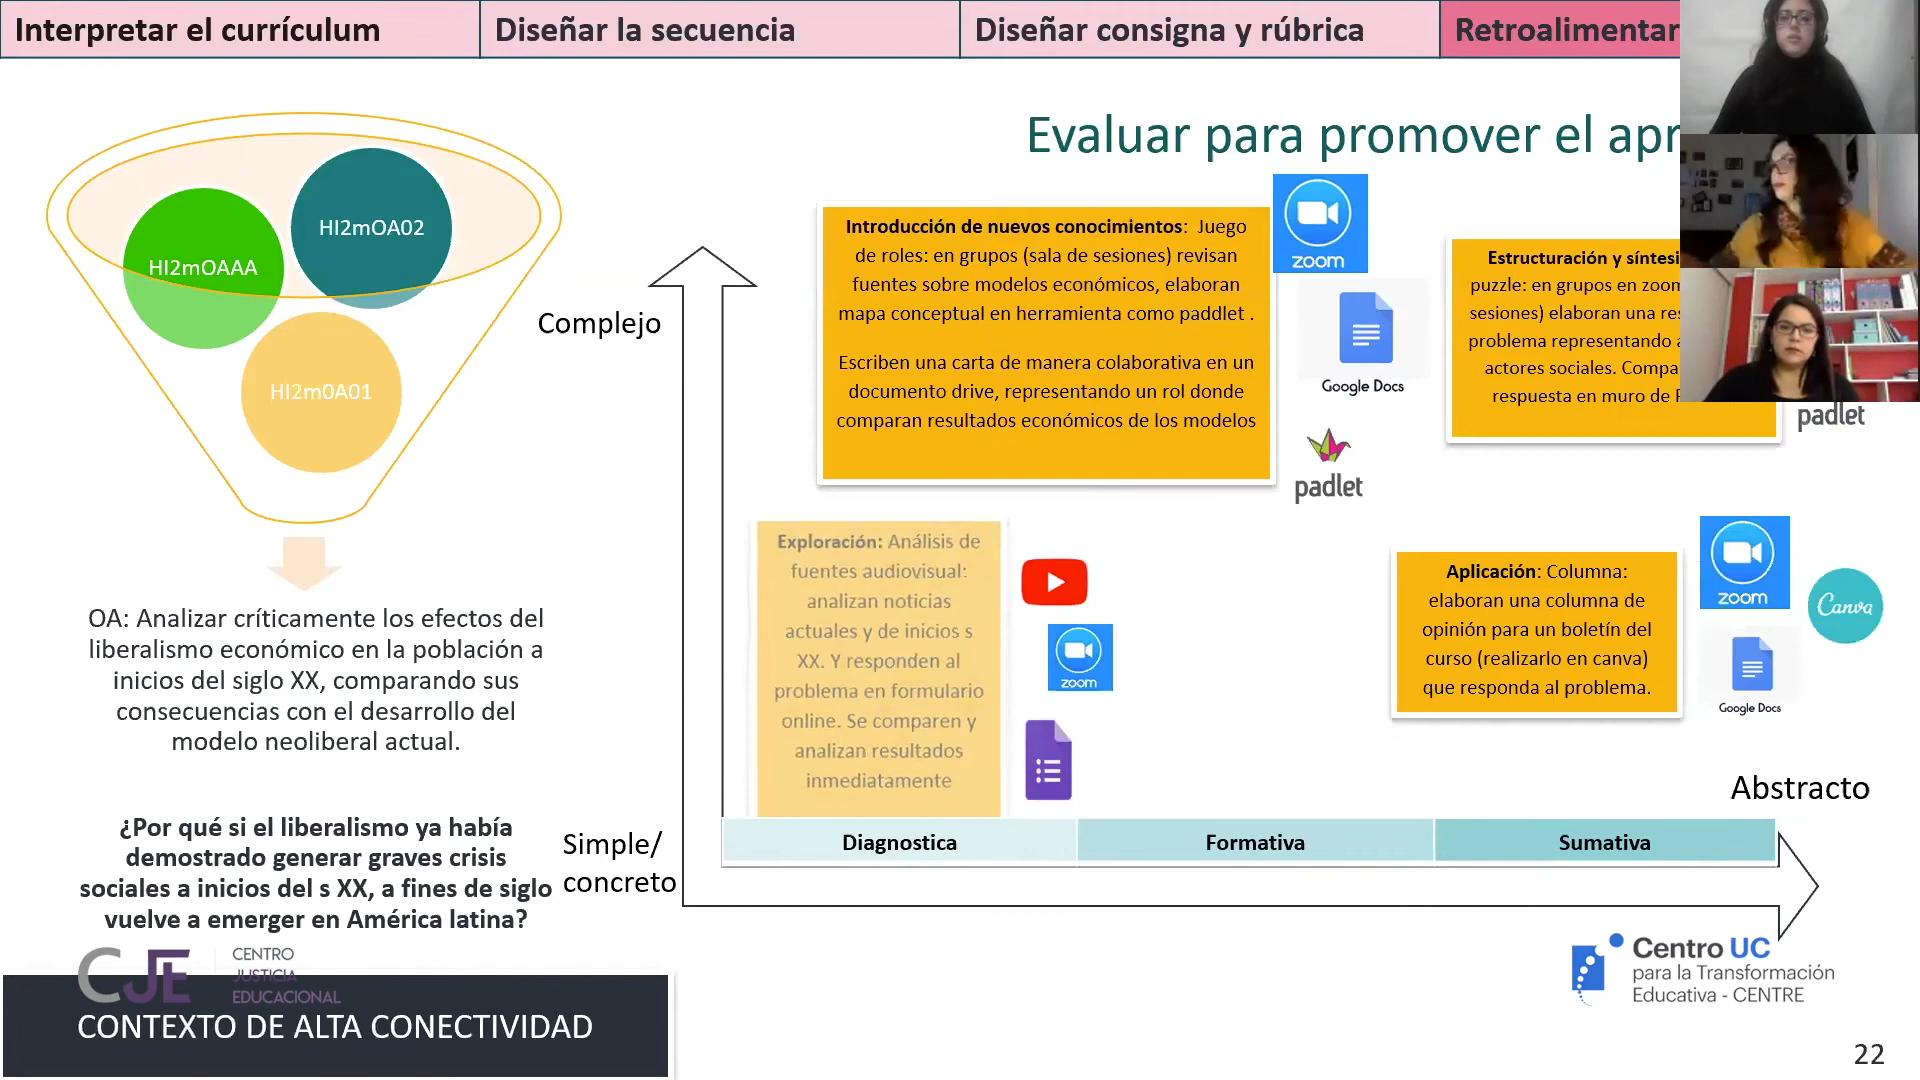 Interpretar el currículum
Diseñar la secuencia
Diseñar consigna y rúbrica
Retroalimentar
Evaluar para promover el apr
HI2mOAAA
HI2mOA02
HI2m0A01
OA: Analizar críticamente los efectos del
liberalismo económico en la población a
inicios del siglo XX, comparando sus
consecuencias con el desarrollo del
modelo neoliberal actual.
¿Por qué si el liberalismo ya había
demostrado generar graves crisis
sociales a inicios del s XX, a fines de siglo
vuelve a emerger en América latina?
Complejo
Simple/
concreto
Introducción de nuevos conocimientos: Juego
de roles: en grupos (sala de sesiones) revisan
fuentes sobre modelos económicos, elaboran
mapa conceptual en herramienta como paddlet .
Escriben una carta de manera colaborativa en un
documento drive, representando un rol donde
comparan resultados económicos de los modelos
zoom
Google Docs
padlet
Estructuración y síntesi
puzzle: en grupos en zoom
sesiones) elaboran una res
problema representando a
actores sociales. Compa
respuesta en muro de
padlet
Exploración: Análisis de
fuentes audiovisual:
analizan noticias
actuales y de inicios s
XX. Y responden al
problema en formulario
online. Se comparen y
analizan resultados
inmediatamente
zoom
Aplicación: Columna:
elaboran una columna de
opinión para un boletín del
curso (realizarlo en canva)
que responda al problema.
zoom
Canva
Google Docs
Abstracto
Diagnostica
Formativa
Sumativa
CJE
CENTRO
JUSTICIA
EDUCACIONAL
CONTEXTO DE ALTA CONECTIVIDAD
Centro UC
para la Transformación
Educativa - CENTRE
22